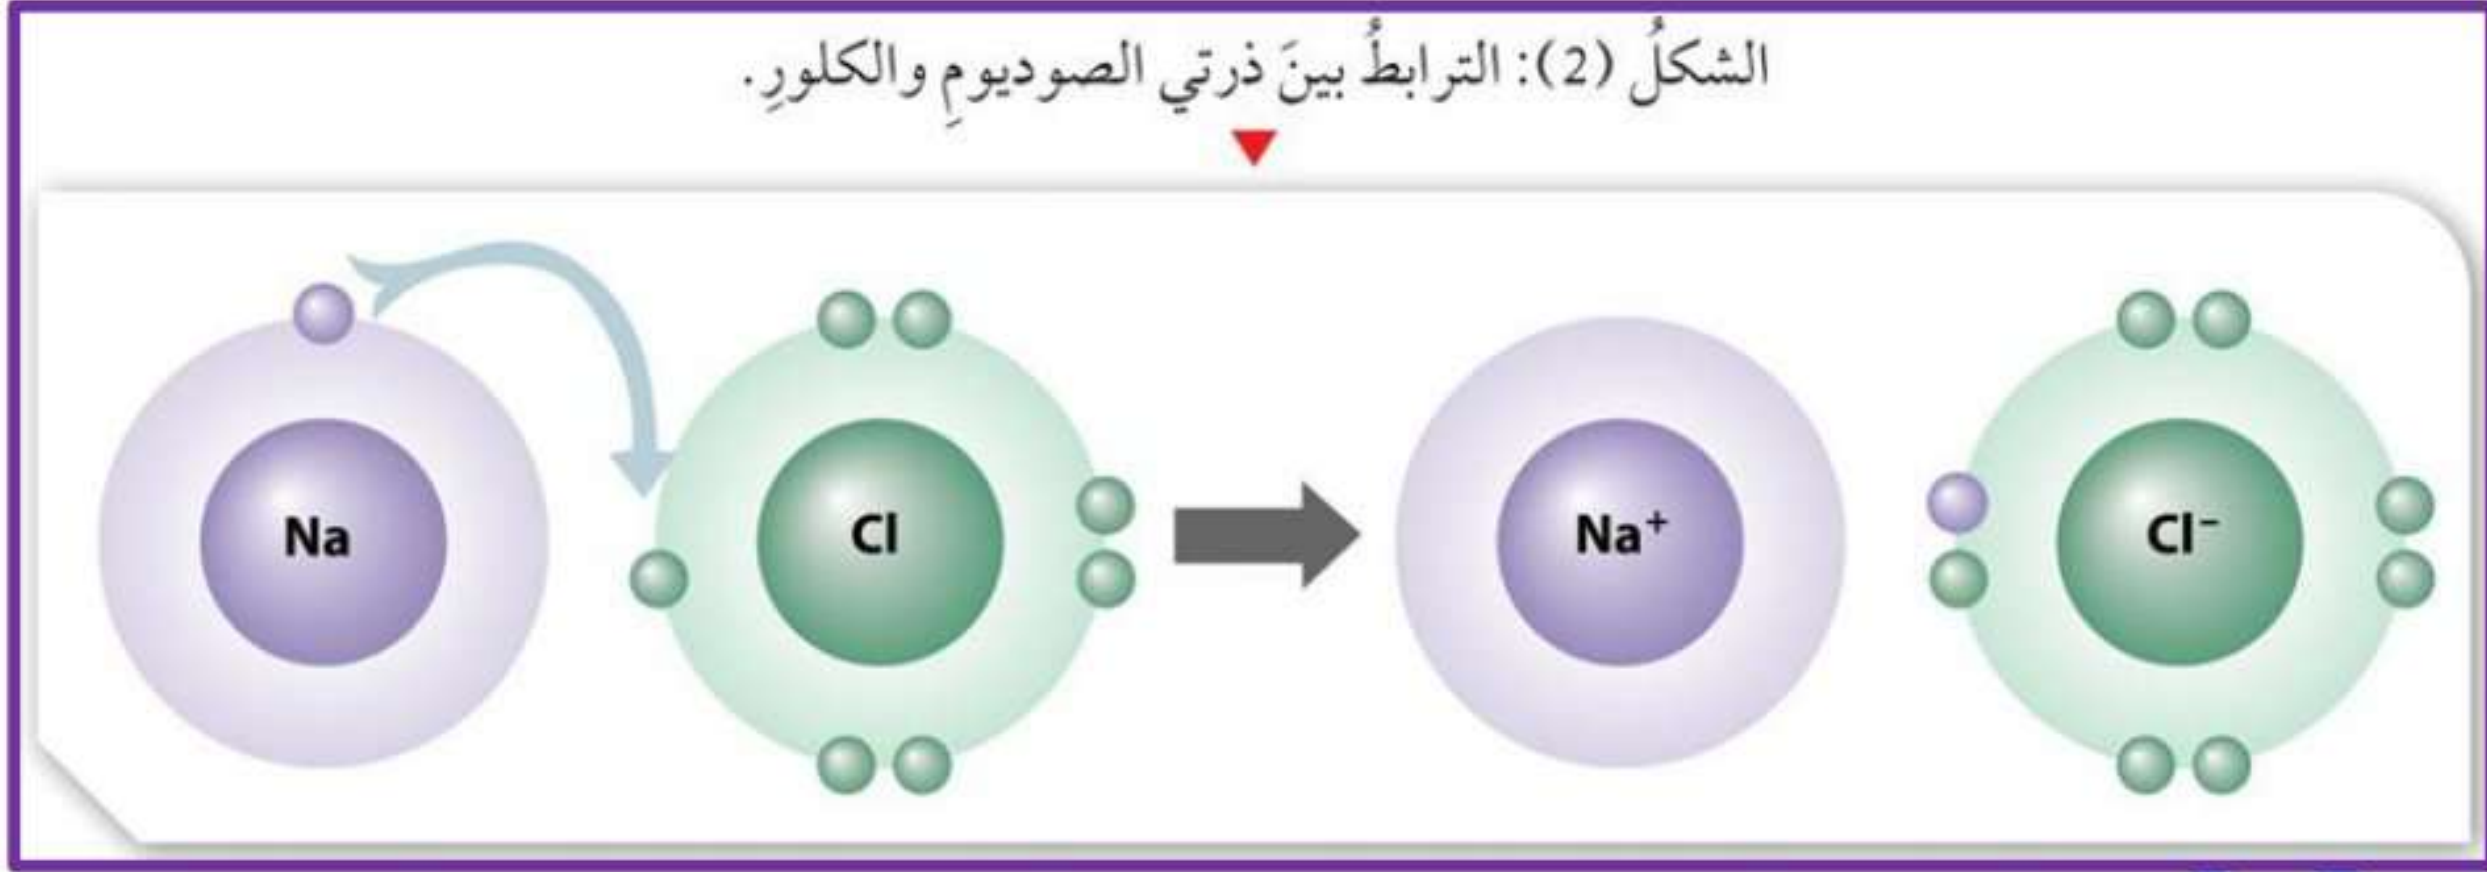 الشكلُ (2): الترابطُ بينَ ذرتي الصوديومِ والكلورِ.
Na
Cl
Na⁺
Cl⁻